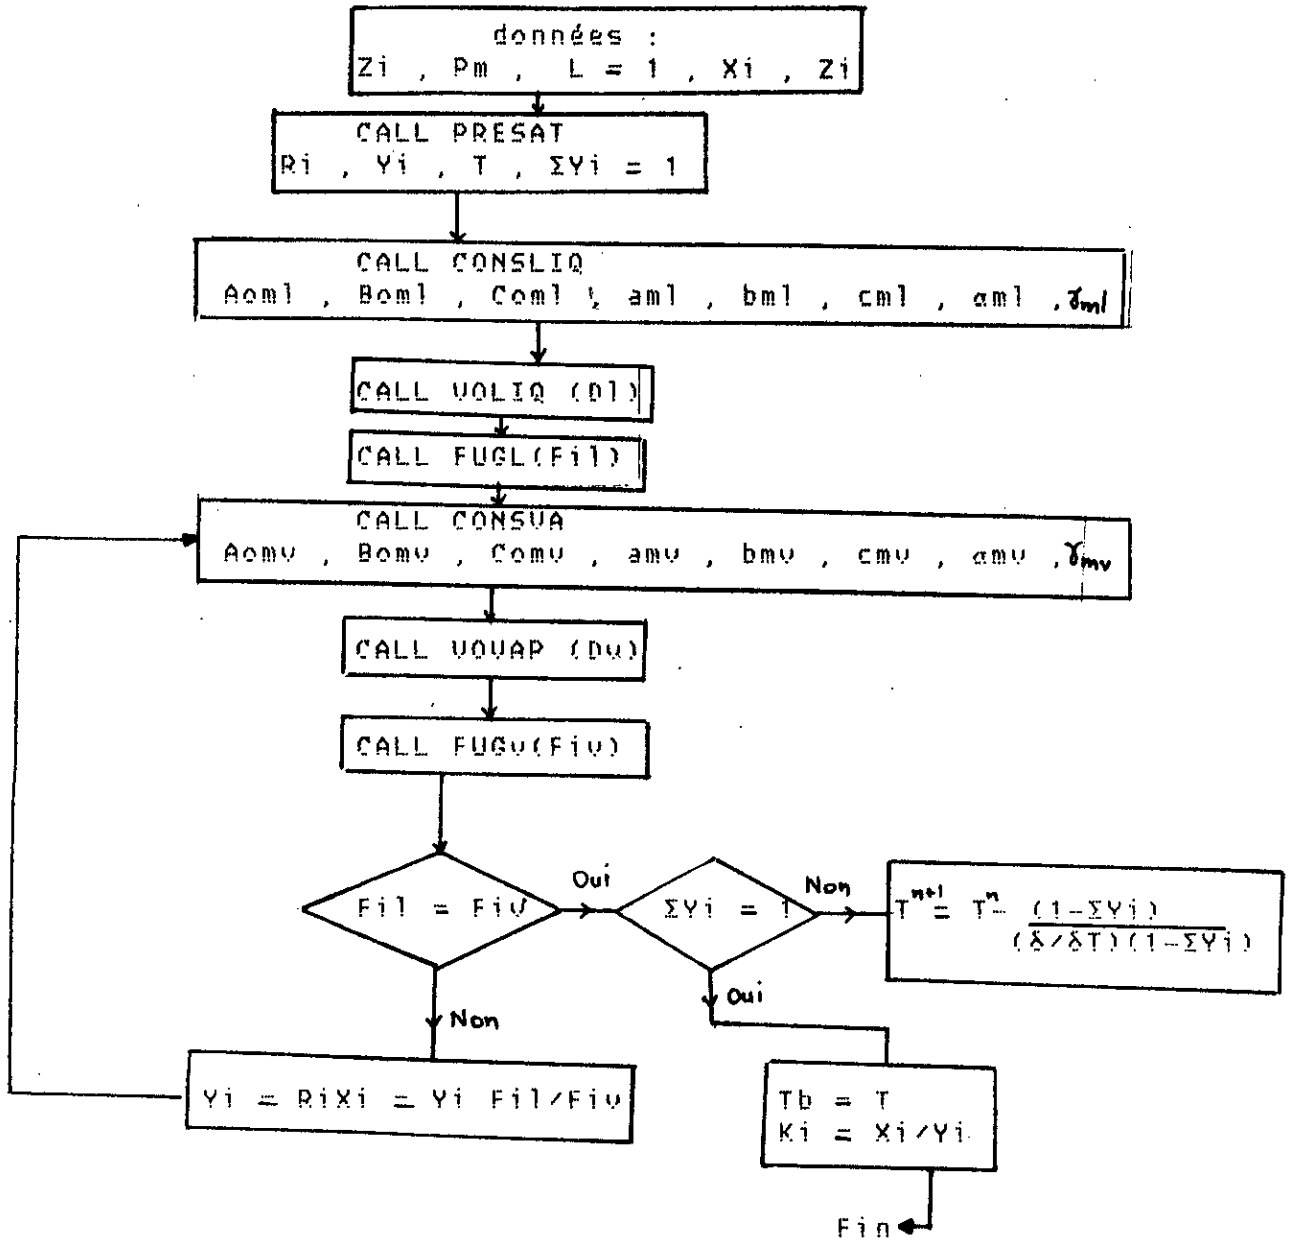 données :
Zi , Pm , L = 1 , Xi , Zi
CALL PRESAT
Ri , Yi , T , ΣYi = 1
CALL CONSLIQ
Aoml , Boml , Coml , aml , bml , cml , αml , γml
CALL VOLIQ (Dl)
CALL FUGL(Fil)
CALL CONSVA
Aomv , Bomv , Comv , amv , bmv , cmv , αmv , γmv
CALL VOVAP (Dv)
CALL FUGv(Fiv)
Fil = Fiv
Oui
ΣYi = 1
Non
T^n+1 = T^n - (1-ΣYi)
(δ/δT)(1-ΣYi)
Oui
Non
Yi = RiXi = Yi Fil/Fiv
Tb = T
Ki = Xi/Yi
Fin